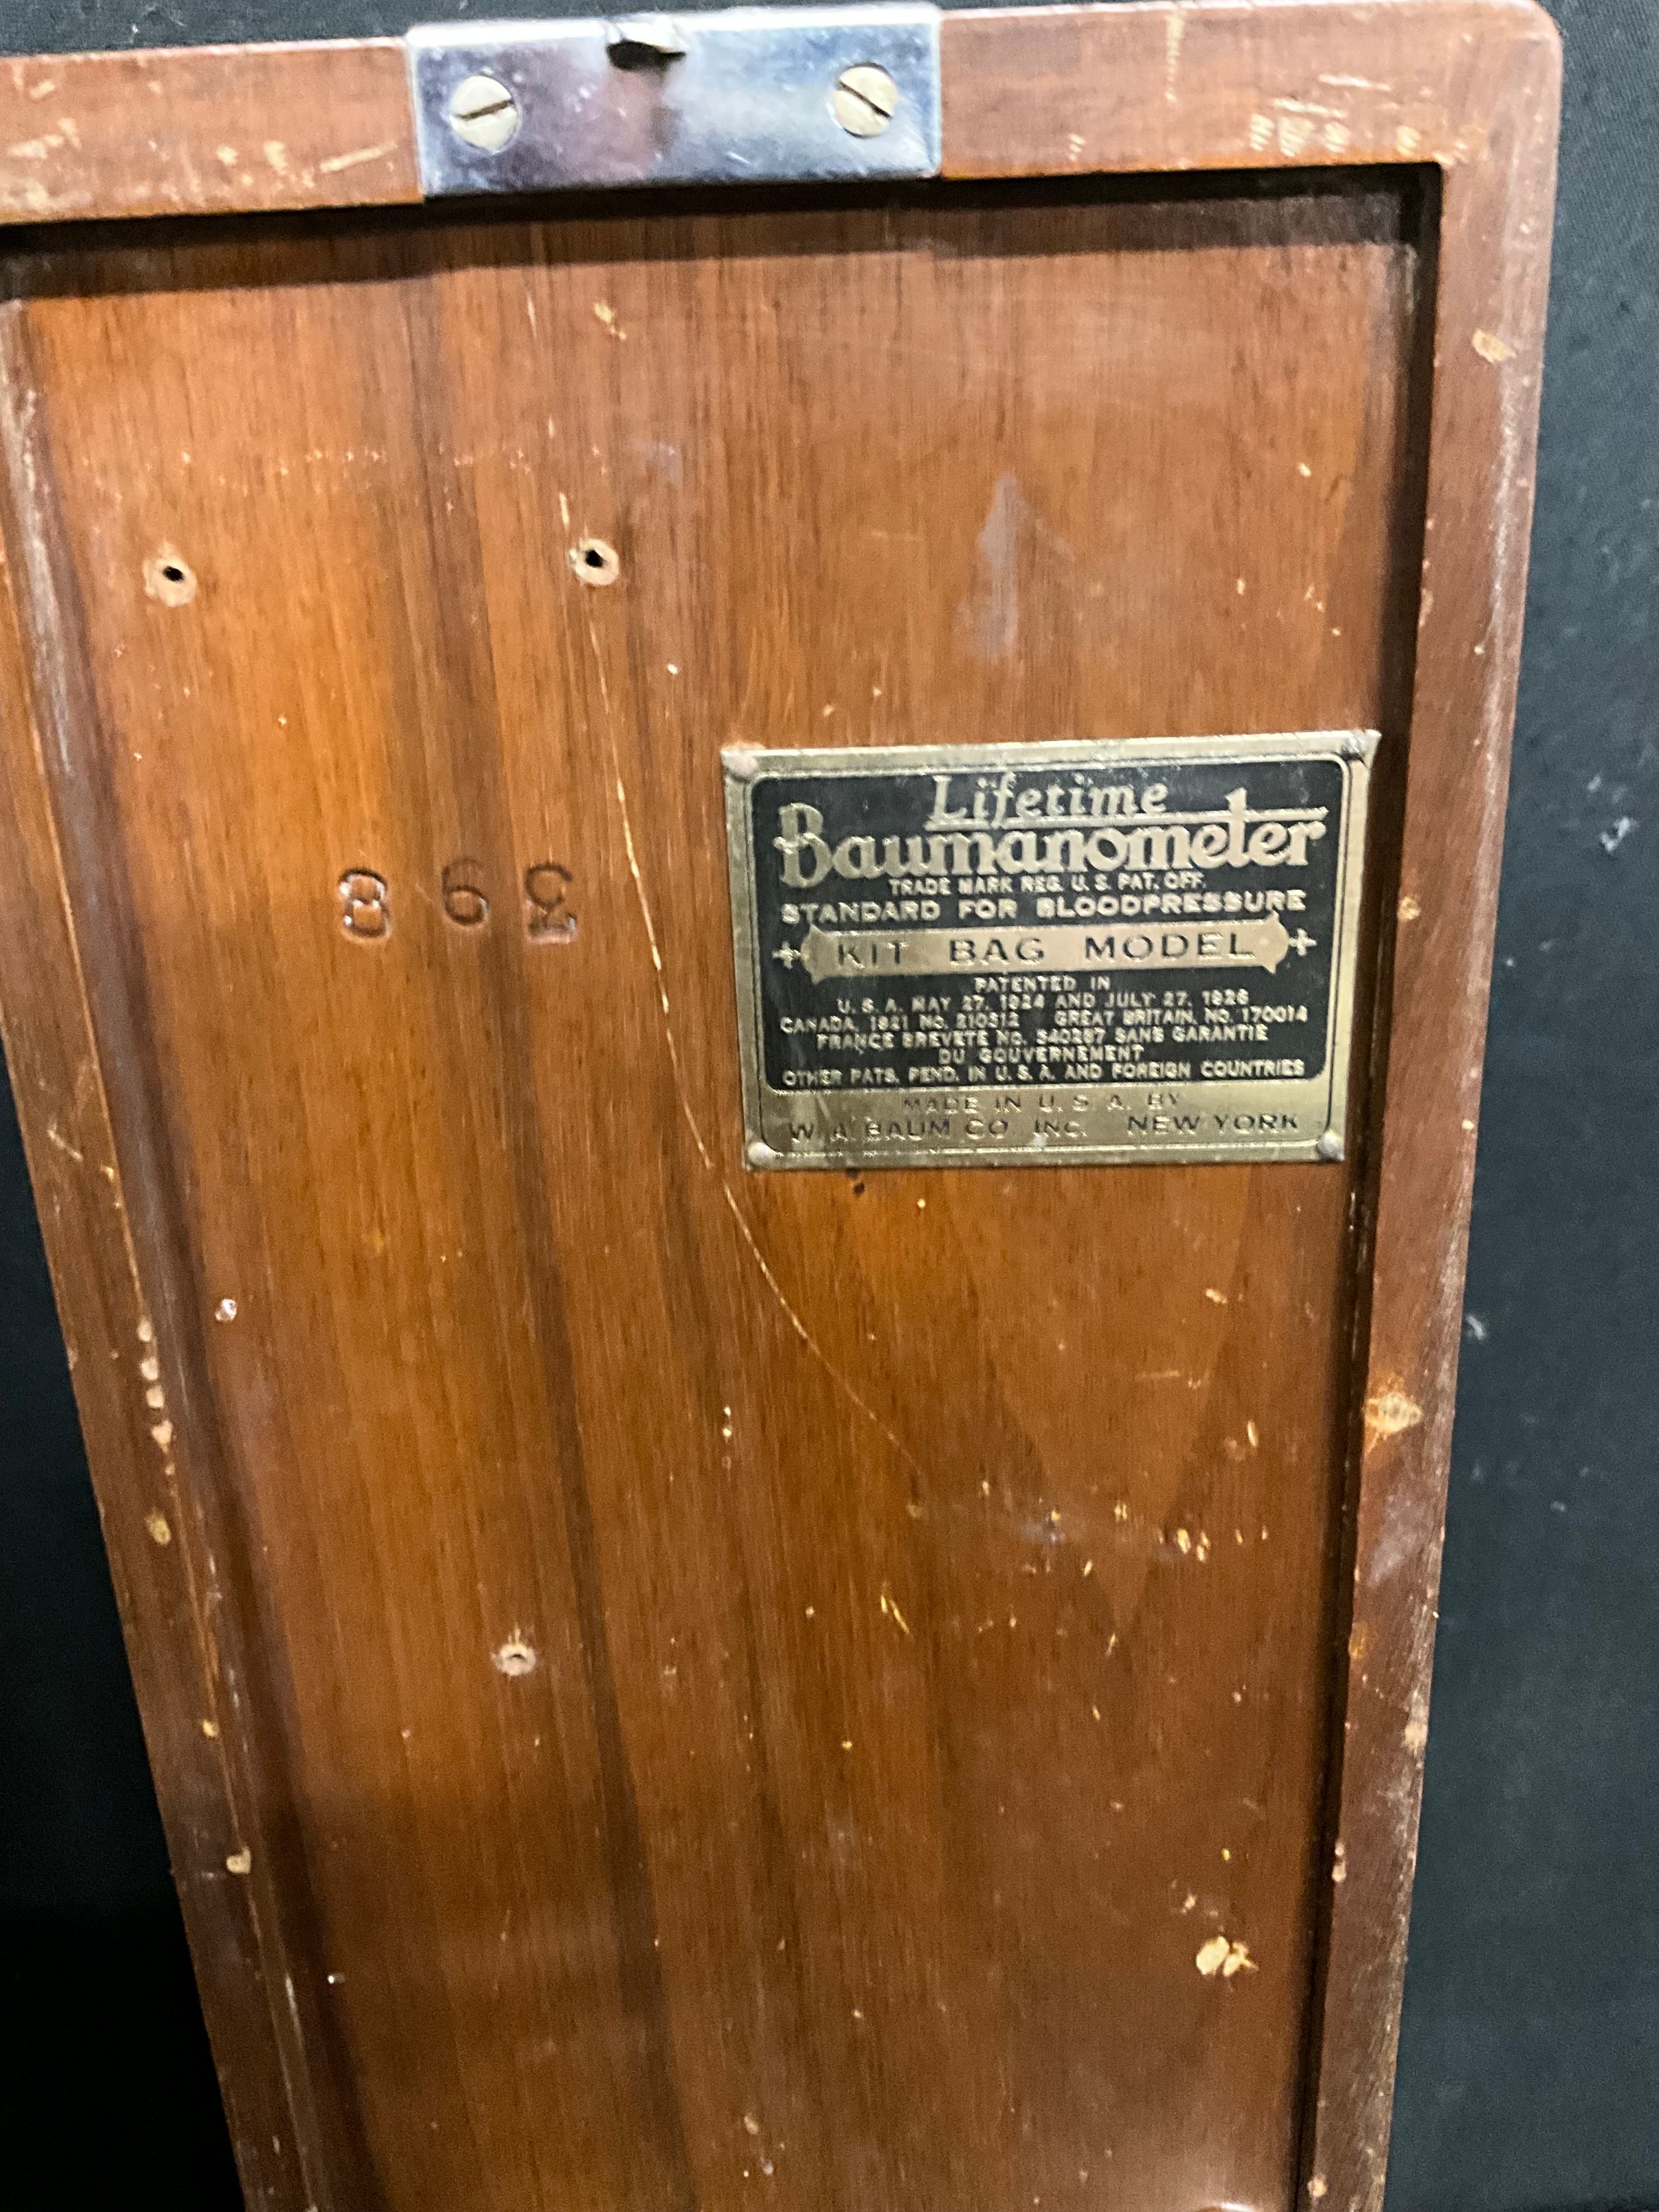 368
Lifetime
Baumanometer
TRADE MARK REG. U. S. PAT. OFF.
STANDARD FOR BLOODPRESSURE
KIT BAG MODEL
PATENTED IN
U. S. A. MAY 27, 1924 AND JULY 27, 1926
CANADA, 1921 No. 210312 GREAT BRITAIN, No. 170014
FRANCE BREVETE No. 540287 SANS GARANTIE
DU GOUVERNEMENT
OTHER PATS. PEND. IN U. S. A. AND FOREIGN COUNTRIES
MADE IN U. S. A. BY
W. A. BAUM CO. INC. NEW YORK